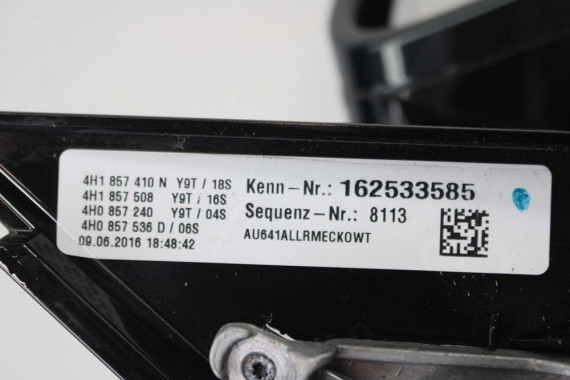 4H1 857 410 N Y9T / 18S
4H1 857 508 Y9T / 16S
4H0 857 240 Y9T / 04S
4H0 857 536 D / 06S
09.06.2016 18:48:42
Kenn-Nr.: 162533585
Sequenz-Nr.: 8113
AU641ALLRMECKOWT